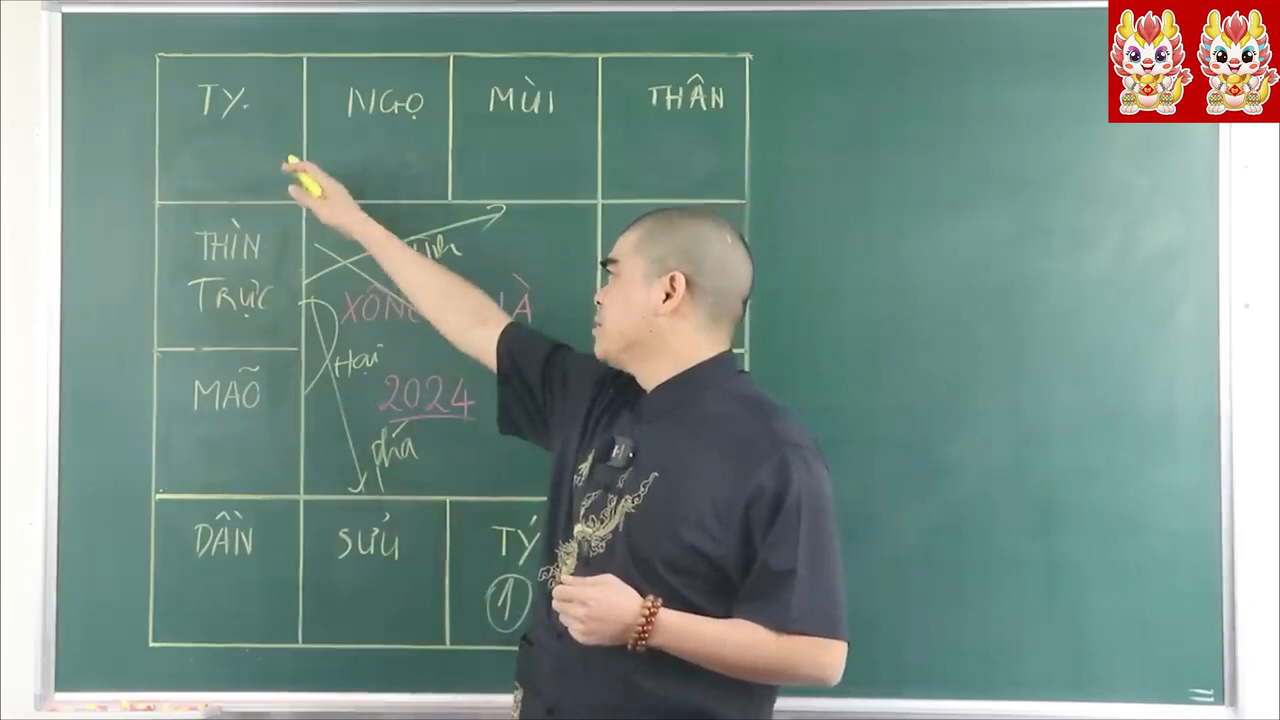 TỴ.
NGỌ
MÙI
THÂN
THÌN
TRỰC
XÔNG
À
HẠI
MÃO
2024
phá
DẦN
SỬU
TÝ
1